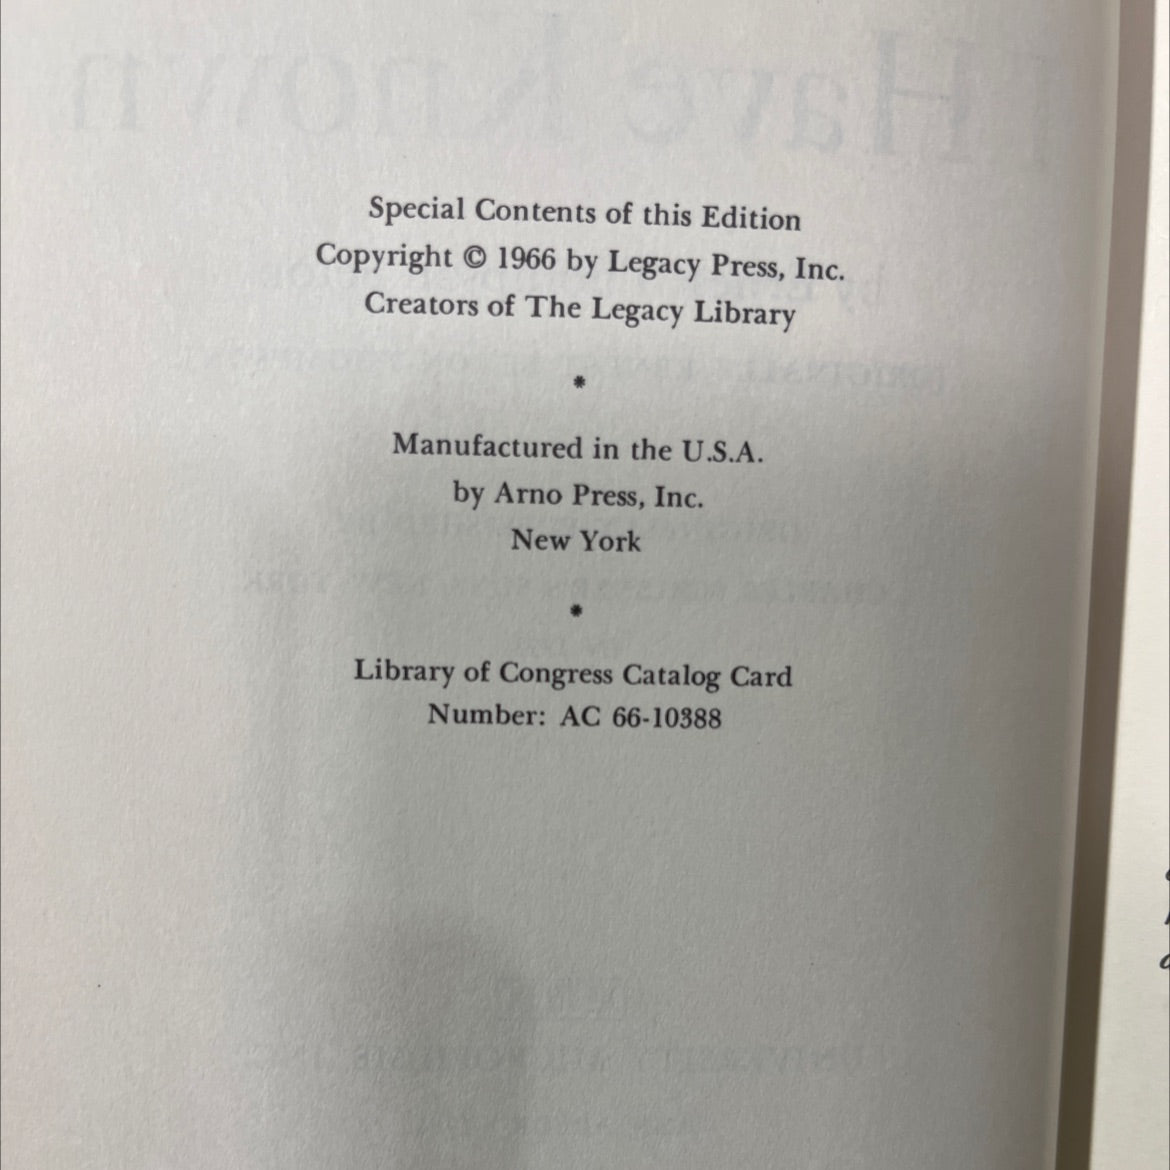 Special Contents of this Edition
Copyright © 1966 by Legacy Press, Inc.
Creators of The Legacy Library
*
Manufactured in the U.S.A.
by Arno Press, Inc.
New York
*
Library of Congress Catalog Card
Number: AC 66-10388